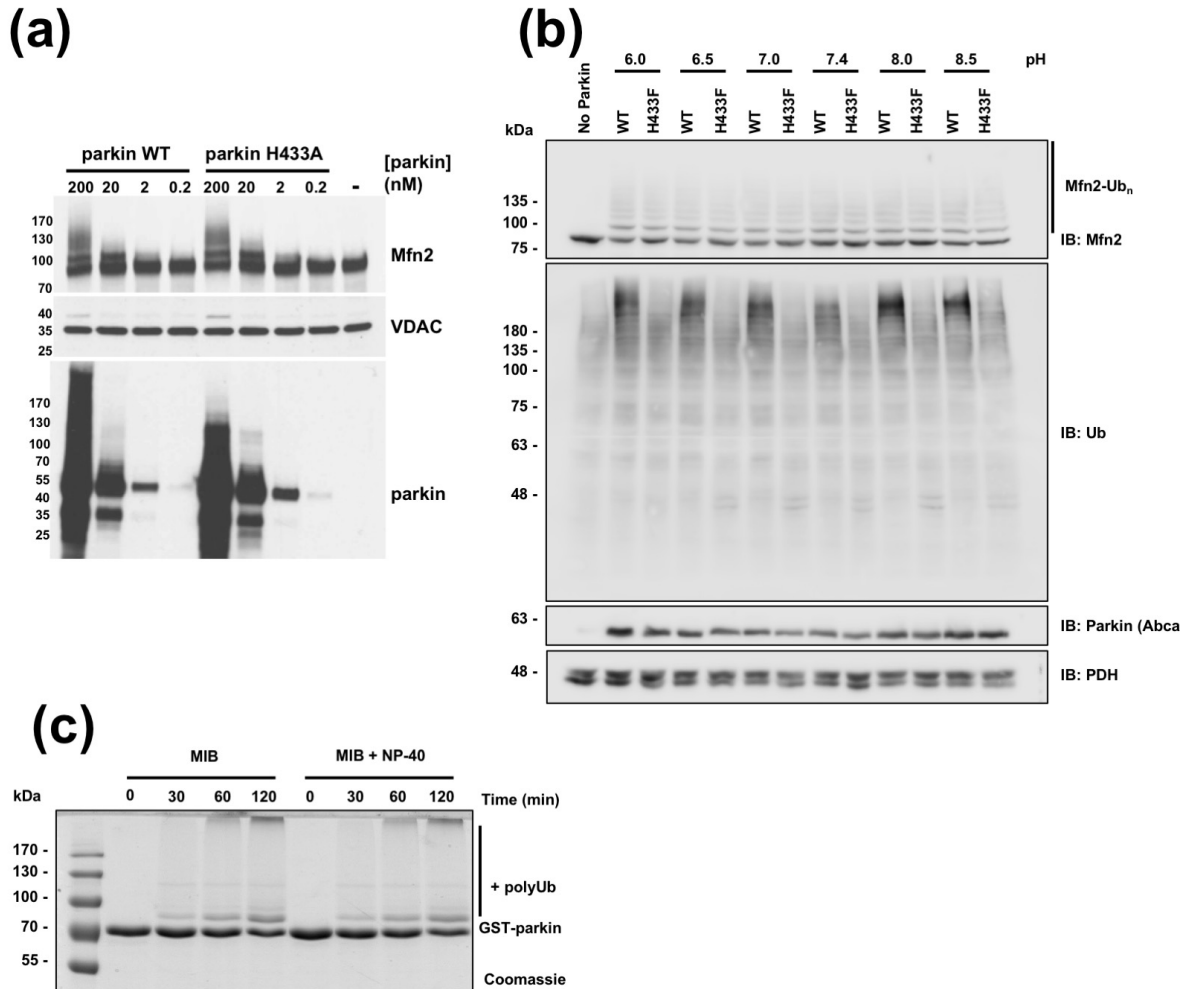 (a)
parkin WT parkin H433A [parkin]
200 20 2 0.2 200 20 2 0.2 - (nM)
170
130
100
70
Mfn2
40
35
25
VDAC
170
130
100
70
55
40
35
25
parkin
(b)
6.0 6.5 7.0 7.4 8.0 8.5 pH
kDa No Parkin WT H433F WT H433F WT H433F WT H433F WT H433F WT H433F
135 -
100 -
75 -
Mfn2-Ubn
IB: Mfn2
180 -
135 -
100 -
75 -
63 -
48 -
IB: Ub
63 -
IB: Parkin (Abca
48 -
IB: PDH
(c)
MIB MIB + NP-40
kDa 0 30 60 120 0 30 60 120 Time (min)
170 -
130 -
100 -
70 -
55 -
+ polyUb
GST-parkin
Coomassie